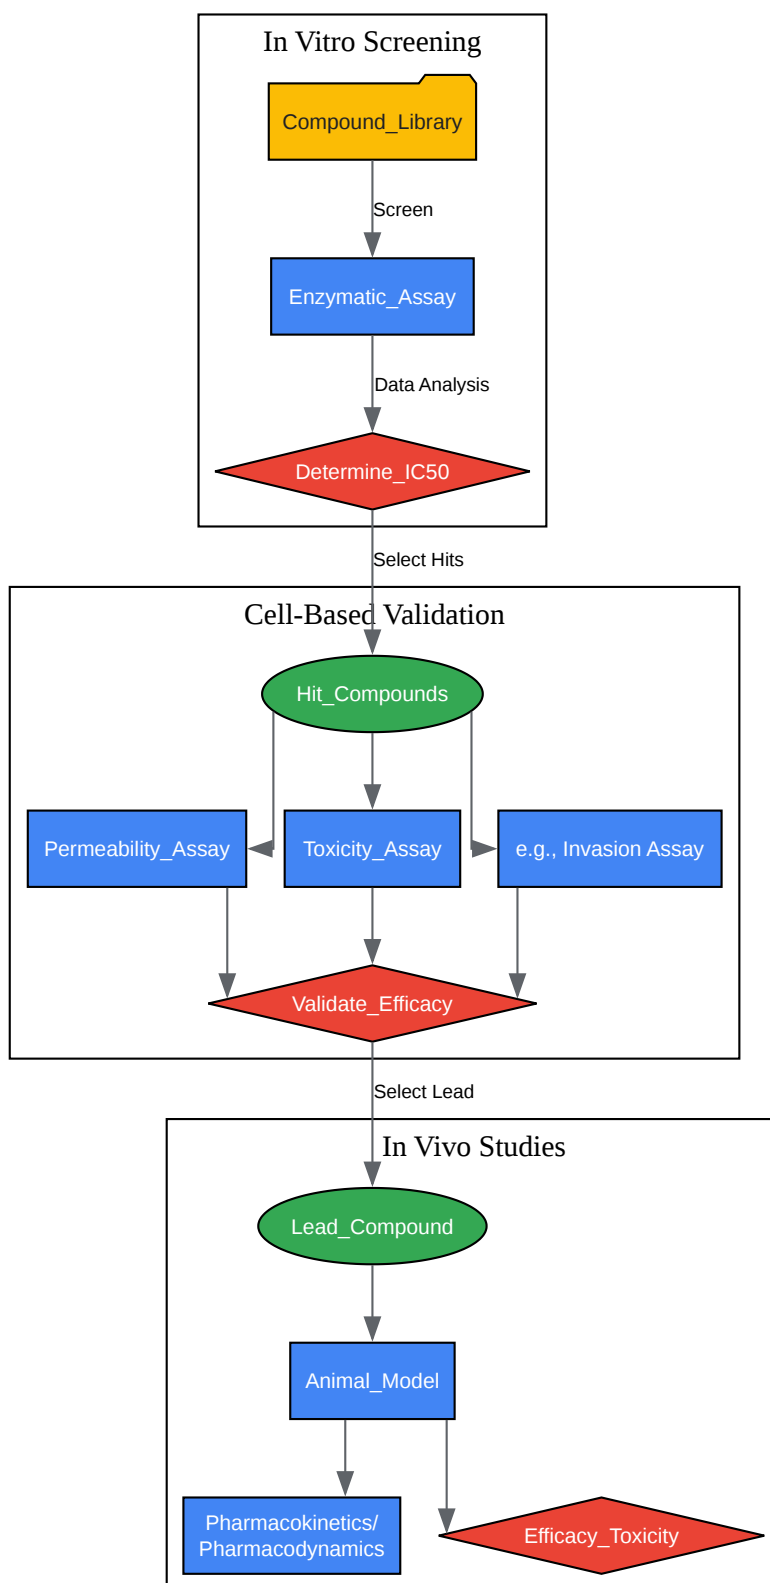 In Vitro Screening
Compound_Library
Screen
Enzymatic_Assay
Data Analysis
Determine_IC50
Select Hits
Cell-Based Validation
Hit_Compounds
Permeability_Assay
Toxicity_Assay
e.g., Invasion Assay
Validate_Efficacy
Select Lead
In Vivo Studies
Lead_Compound
Animal_Model
Pharmacokinetics/
Pharmacodynamics
Efficacy_Toxicity